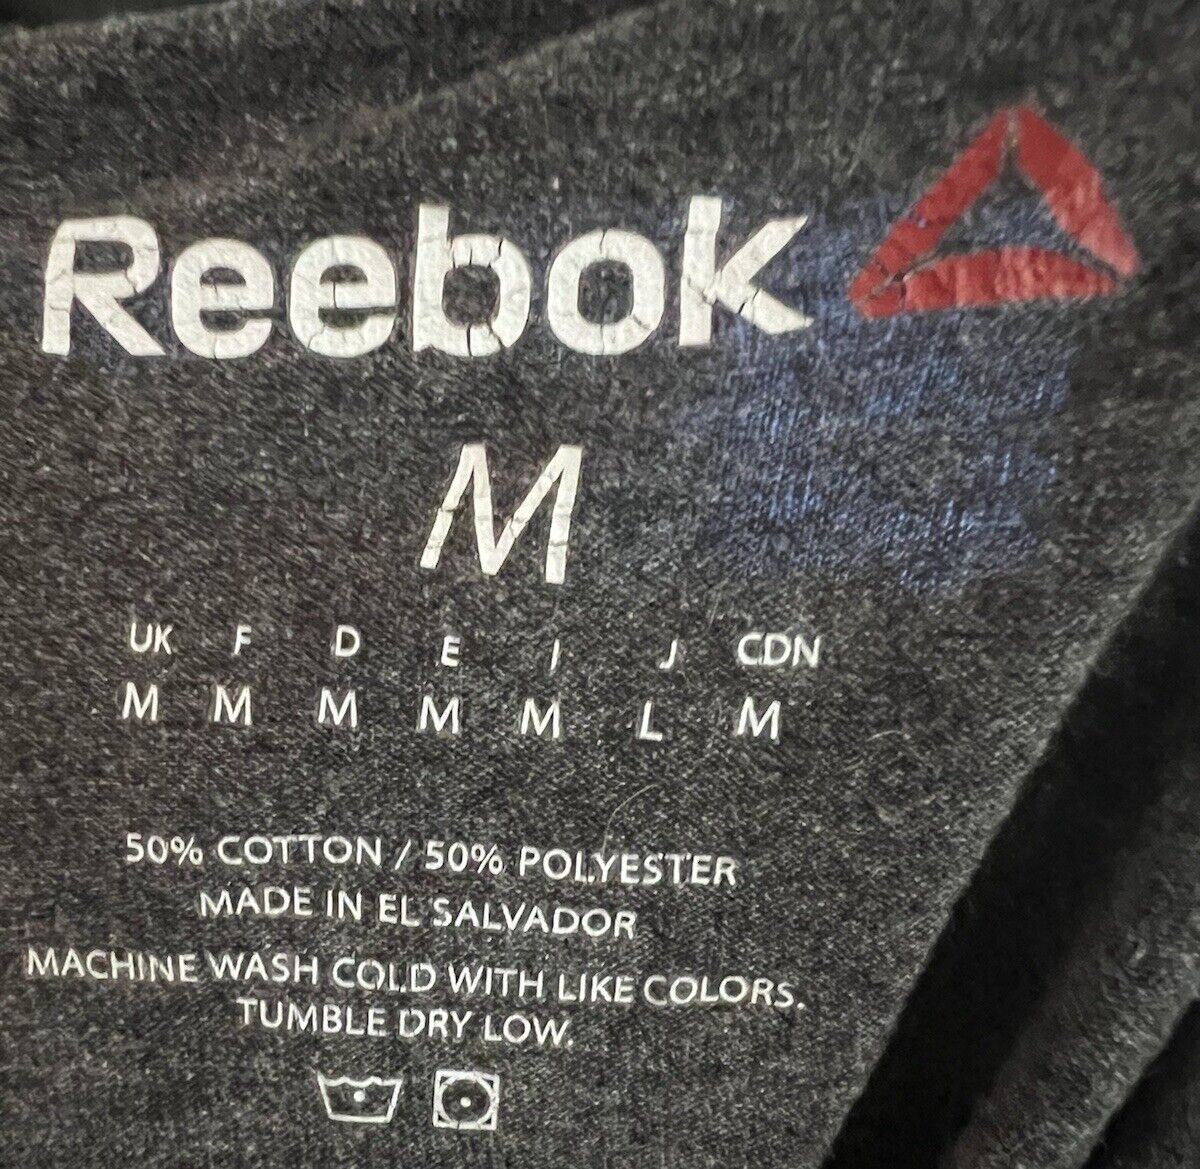 Reebok
M
UK F D E I J CDN
M M M M M L M
50% COTTON / 50% POLYESTER
MADE IN EL SALVADOR
MACHINE WASH COLD WITH LIKE COLORS.
TUMBLE DRY LOW.